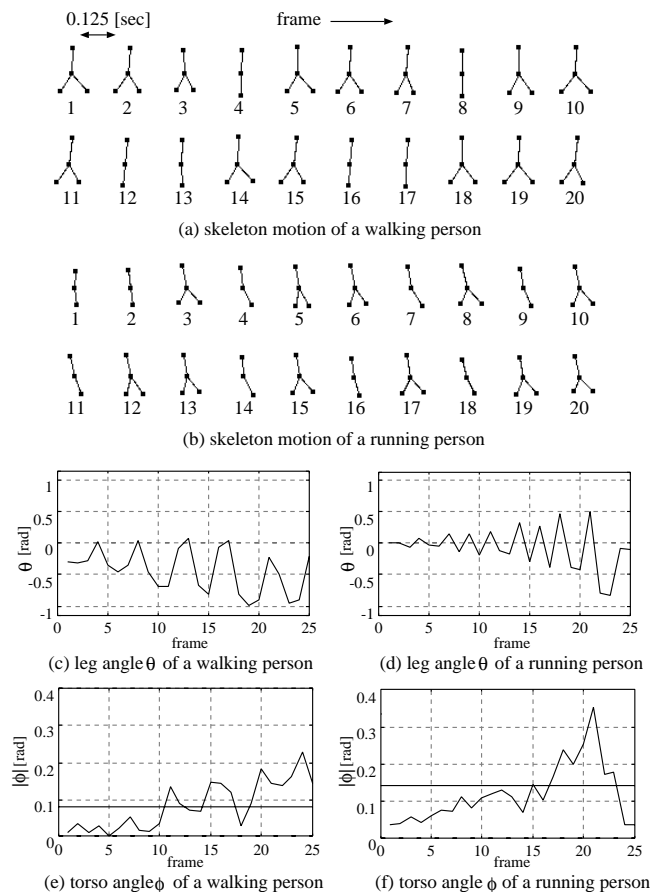 0.125 [sec] frame
1 2 3 4 5 6 7 8 9 10
11 12 13 14 15 16 17 18 19 20
(a) skeleton motion of a walking person
1 2 3 4 5 6 7 8 9 10
11 12 13 14 15 16 17 18 19 20
(b) skeleton motion of a running person
θ [rad]
1
0.5
0
-0.5
-1
0 5 10 15 20 25
frame
(c) leg angle θ of a walking person
θ [rad]
1
0.5
0
-0.5
-1
0 5 10 15 20 25
frame
(d) leg angle θ of a running person
|ϕ| [rad]
0.4
0.3
0.2
0.1
0
0 5 10 15 20 25
frame
(e) torso angle ϕ of a walking person
|ϕ| [rad]
0.4
0.3
0.2
0.1
0
0 5 10 15 20 25
frame
(f) torso angle ϕ of a running person